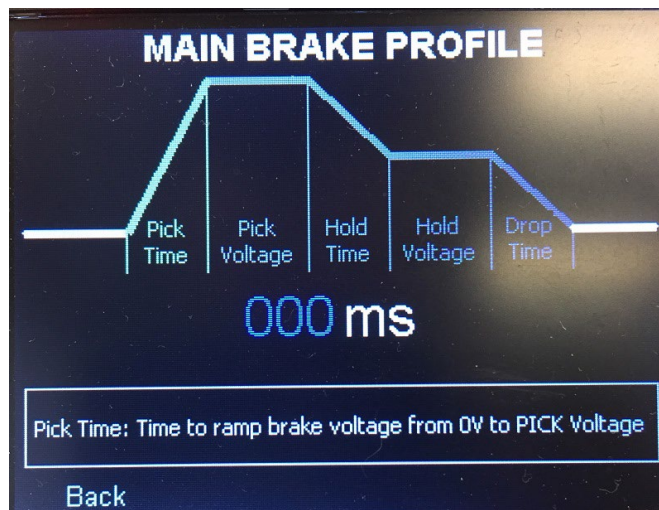 MAIN BRAKE PROFILE
Pick Time
Pick Voltage
Hold Time
Hold Voltage
Drop Time
000 ms
Pick Time: Time to ramp brake voltage from 0V to PICK Voltage
Back